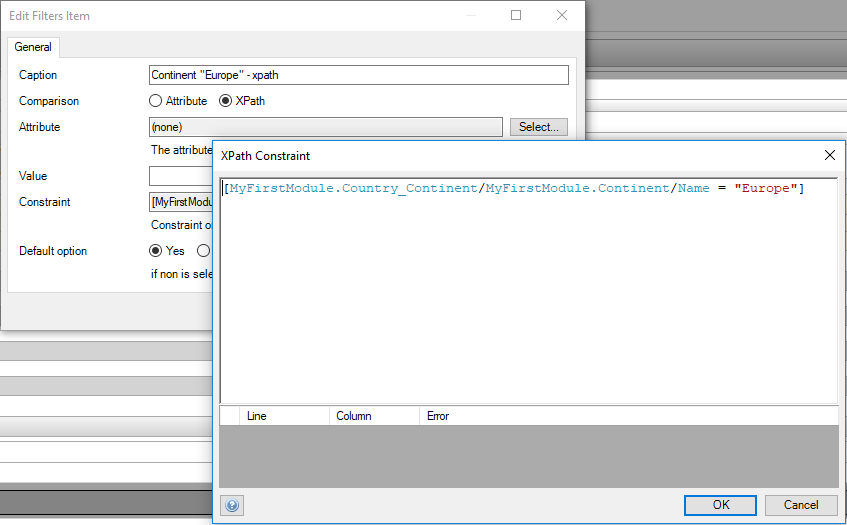 Edit Filters Item
General
Caption
Continent "Europe" - xpath
Comparison
Attribute
XPath
Attribute
(none)
Select...
The attribute
Value
Constraint
[MyFirstModu
Constraint o
Default option
Yes
if non is sele
XPath Constraint
[MyFirstModule.Country_Continent/MyFirstModule.Continent/Name = "Europe"]
Line Column Error
?
OK Cancel